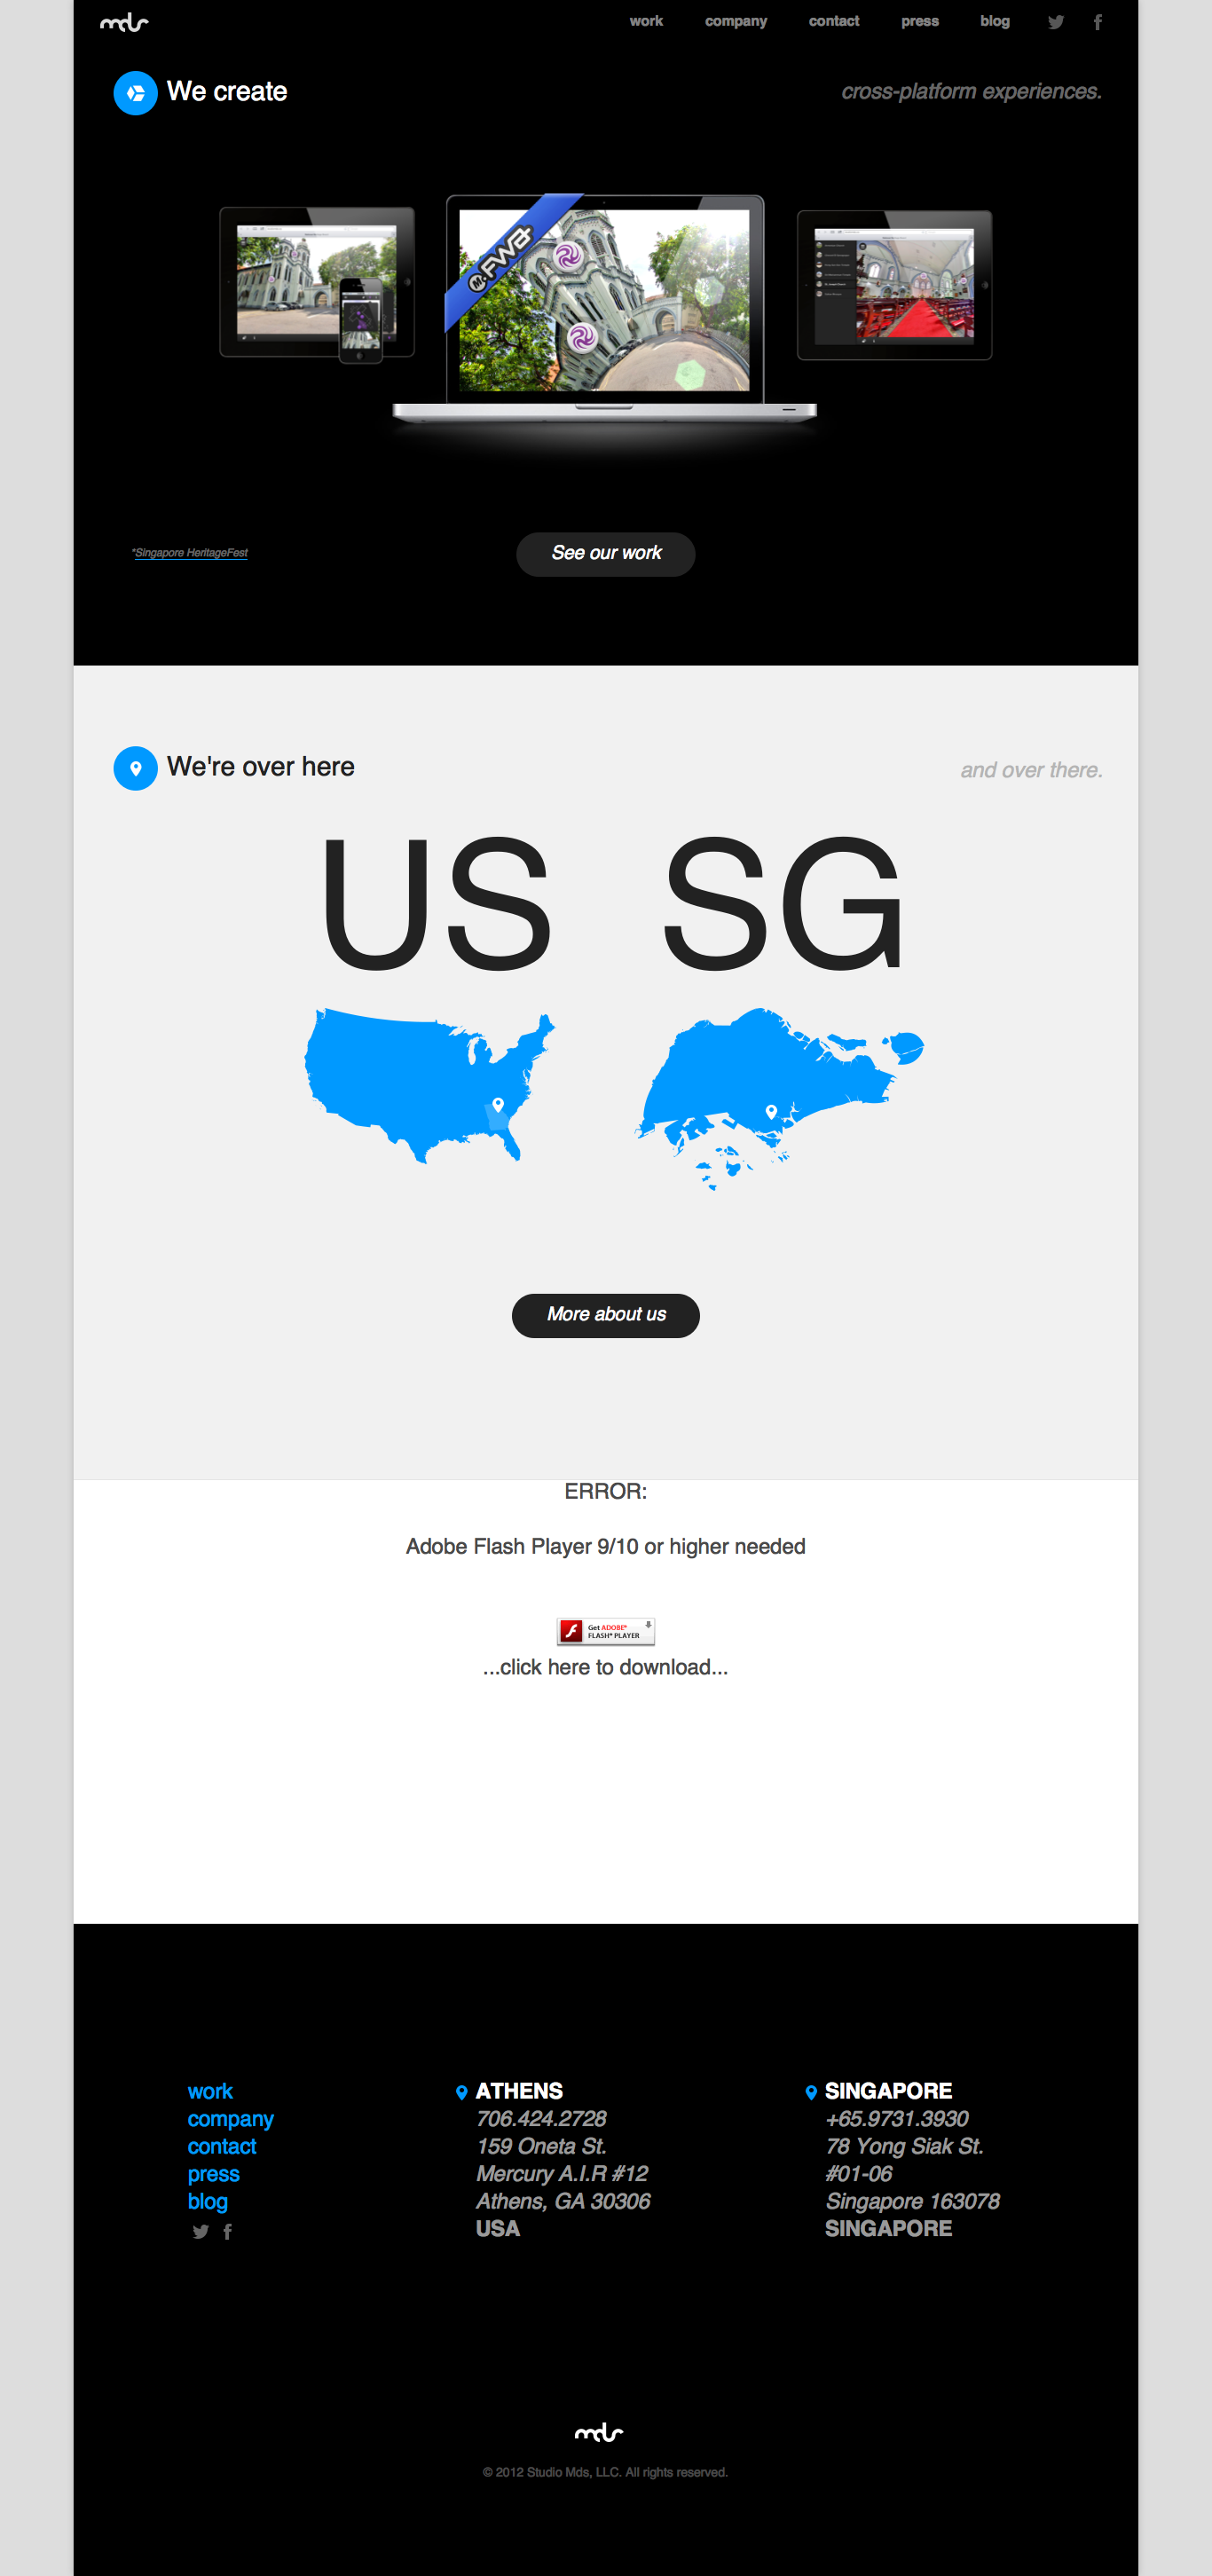 mds
work company contact press blog
We create
cross-platform experiences.
M.FWA
*Singapore HeritageFest
See our work
We're over here
and over there.
US SG
More about us
ERROR:
Adobe Flash Player 9/10 or higher needed
Get ADOBE®
FLASH® PLAYER
...click here to download...
work
company
contact
press
blog
ATHENS
706.424.2728
159 Oneta St.
Mercury A.I.R #12
Athens, GA 30306
USA
SINGAPORE
+65.9731.3930
78 Yong Siak St.
#01-06
Singapore 163078
SINGAPORE
mds
© 2012 Studio Mds, LLC. All rights reserved.